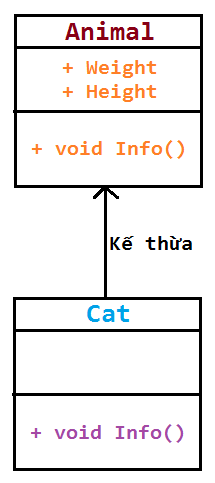 Animal
+ Weight
+ Height
+ void Info()
Kế thừa
Cat
+ void Info()